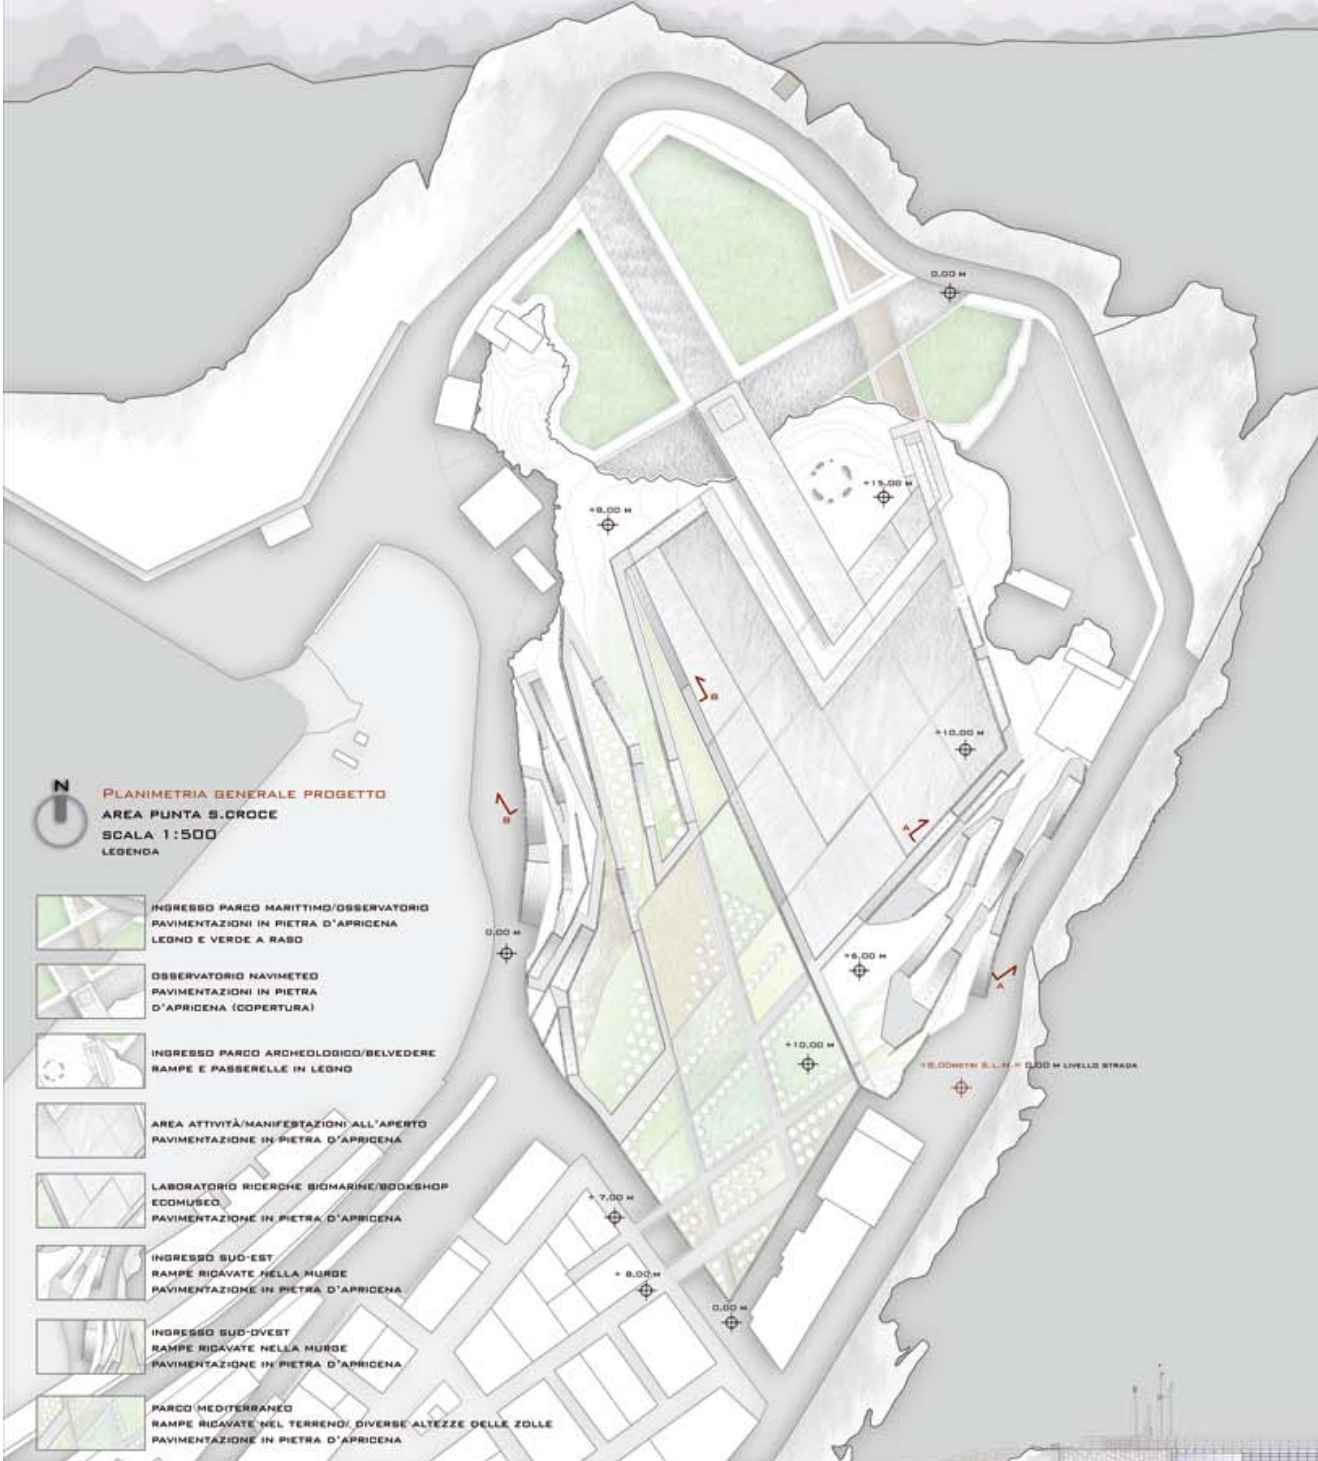 0.00 M
+15.00 M
+8.00 M
B
+10.00 M
N
PLANIMETRIA GENERALE PROGETTO
AREA PUNTA S.CROCE
SCALA 1:500
LEGENDA
B
A
INGRESSO PARCO MARITTIMO/OSSERVATORIO
PAVIMENTAZIONI IN PIETRA D'APRICENA
LEGNO E VERDE A RASO
0.00 M
+6.00 M
A
OSSERVATORIO NAVIMETEO
PAVIMENTAZIONI IN PIETRA
D'APRICENA (COPERTURA)
+10.00 M
INGRESSO PARCO ARCHEOLOGICO/BELVEDERE
RAMPE E PASSERELLE IN LEGNO
S.L.M.= 0.00 M LIVELLO STRADA
AREA ATTIVITÀ/MANIFESTAZIONI ALL'APERTO
PAVIMENTAZIONE IN PIETRA D'APRICENA
LABORATORIO RICERCHE BIOMARINE/BOOKSHOP
ECOMUSEO
PAVIMENTAZIONE IN PIETRA D'APRICENA
+ 7.00 M
INGRESSO SUD-EST
RAMPE RICAVATE NELLA MURGE
PAVIMENTAZIONE IN PIETRA D'APRICENA
+ 8.00 M
0.00 M
INGRESSO SUD-OVEST
RAMPE RICAVATE NELLA MURGE
PAVIMENTAZIONE IN PIETRA D'APRICENA
PARCO MEDITERRANEO
RAMPE RICAVATE NEL TERRENO/ DIVERSE ALTEZZE DELLE ZOLLE
PAVIMENTAZIONE IN PIETRA D'APRICENA